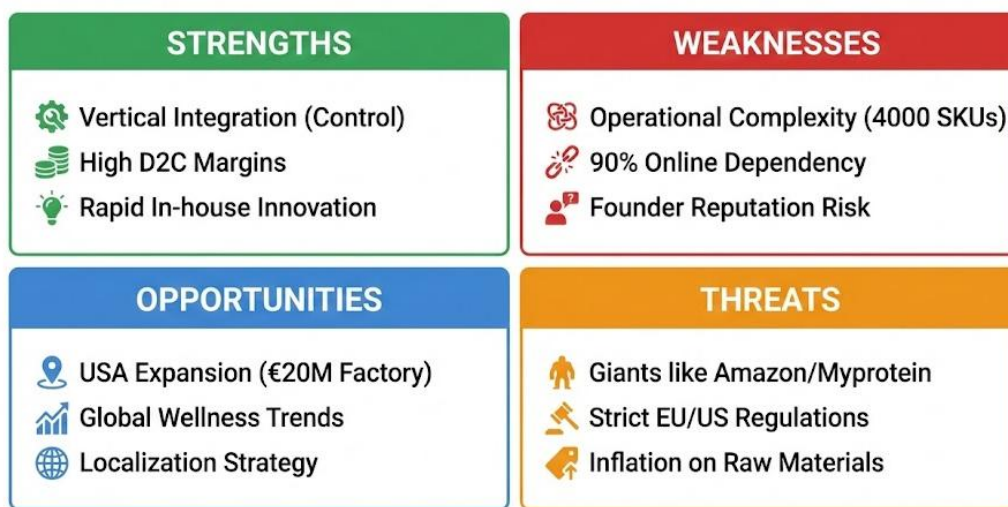 STRENGTHS
Vertical Integration (Control)
High D2C Margins
Rapid In-house Innovation
WEAKNESSES
Operational Complexity (4000 SKUs)
90% Online Dependency
Founder Reputation Risk
OPPORTUNITIES
USA Expansion (€20M Factory)
Global Wellness Trends
Localization Strategy
THREATS
Giants like Amazon/Myprotein
Strict EU/US Regulations
Inflation on Raw Materials